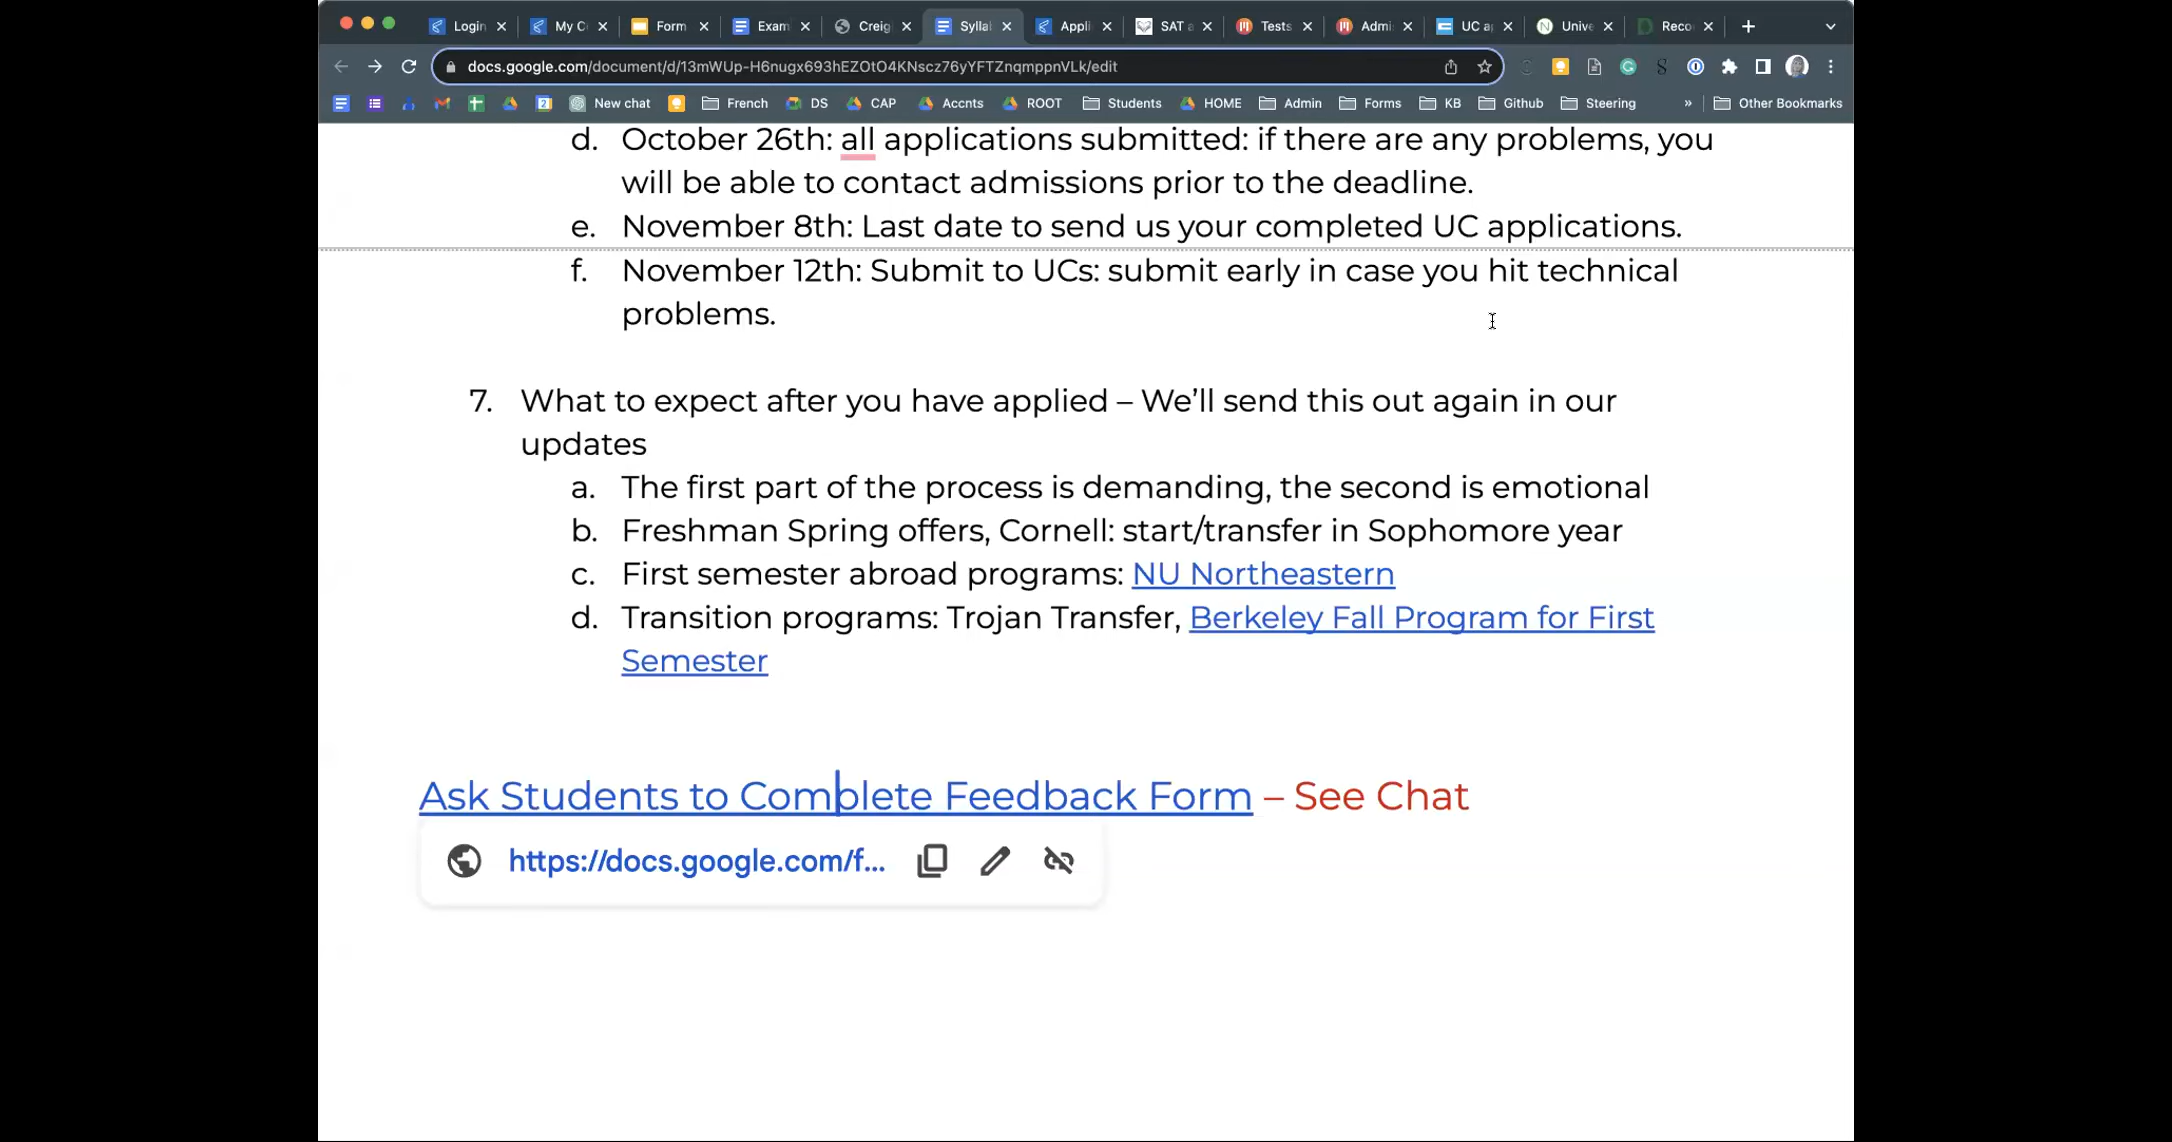 Login
My C
Form
Exam
Creig
Syllal
Appli
SAT a
Tests
Admi
UC a
Unive
Reco
docs.google.com/document/d/13mWUp-H6nugx693hEZOtO4KNscz76yYFTZnqmppnVLk/edit
New chat
French
DS
CAP
Accnts
ROOT
Students
HOME
Admin
Forms
KB
Github
Steering
»
Other Bookmarks
d. October 26th: all applications submitted: if there are any problems, you
will be able to contact admissions prior to the deadline.
e. November 8th: Last date to send us your completed UC applications.
f. November 12th: Submit to UCs: submit early in case you hit technical
problems.
7. What to expect after you have applied – We’ll send this out again in our
updates
a. The first part of the process is demanding, the second is emotional
b. Freshman Spring offers, Cornell: start/transfer in Sophomore year
c. First semester abroad programs: NU Northeastern
d. Transition programs: Trojan Transfer, Berkeley Fall Program for First
Semester
Ask Students to Complete Feedback Form – See Chat
https://docs.google.com/f...